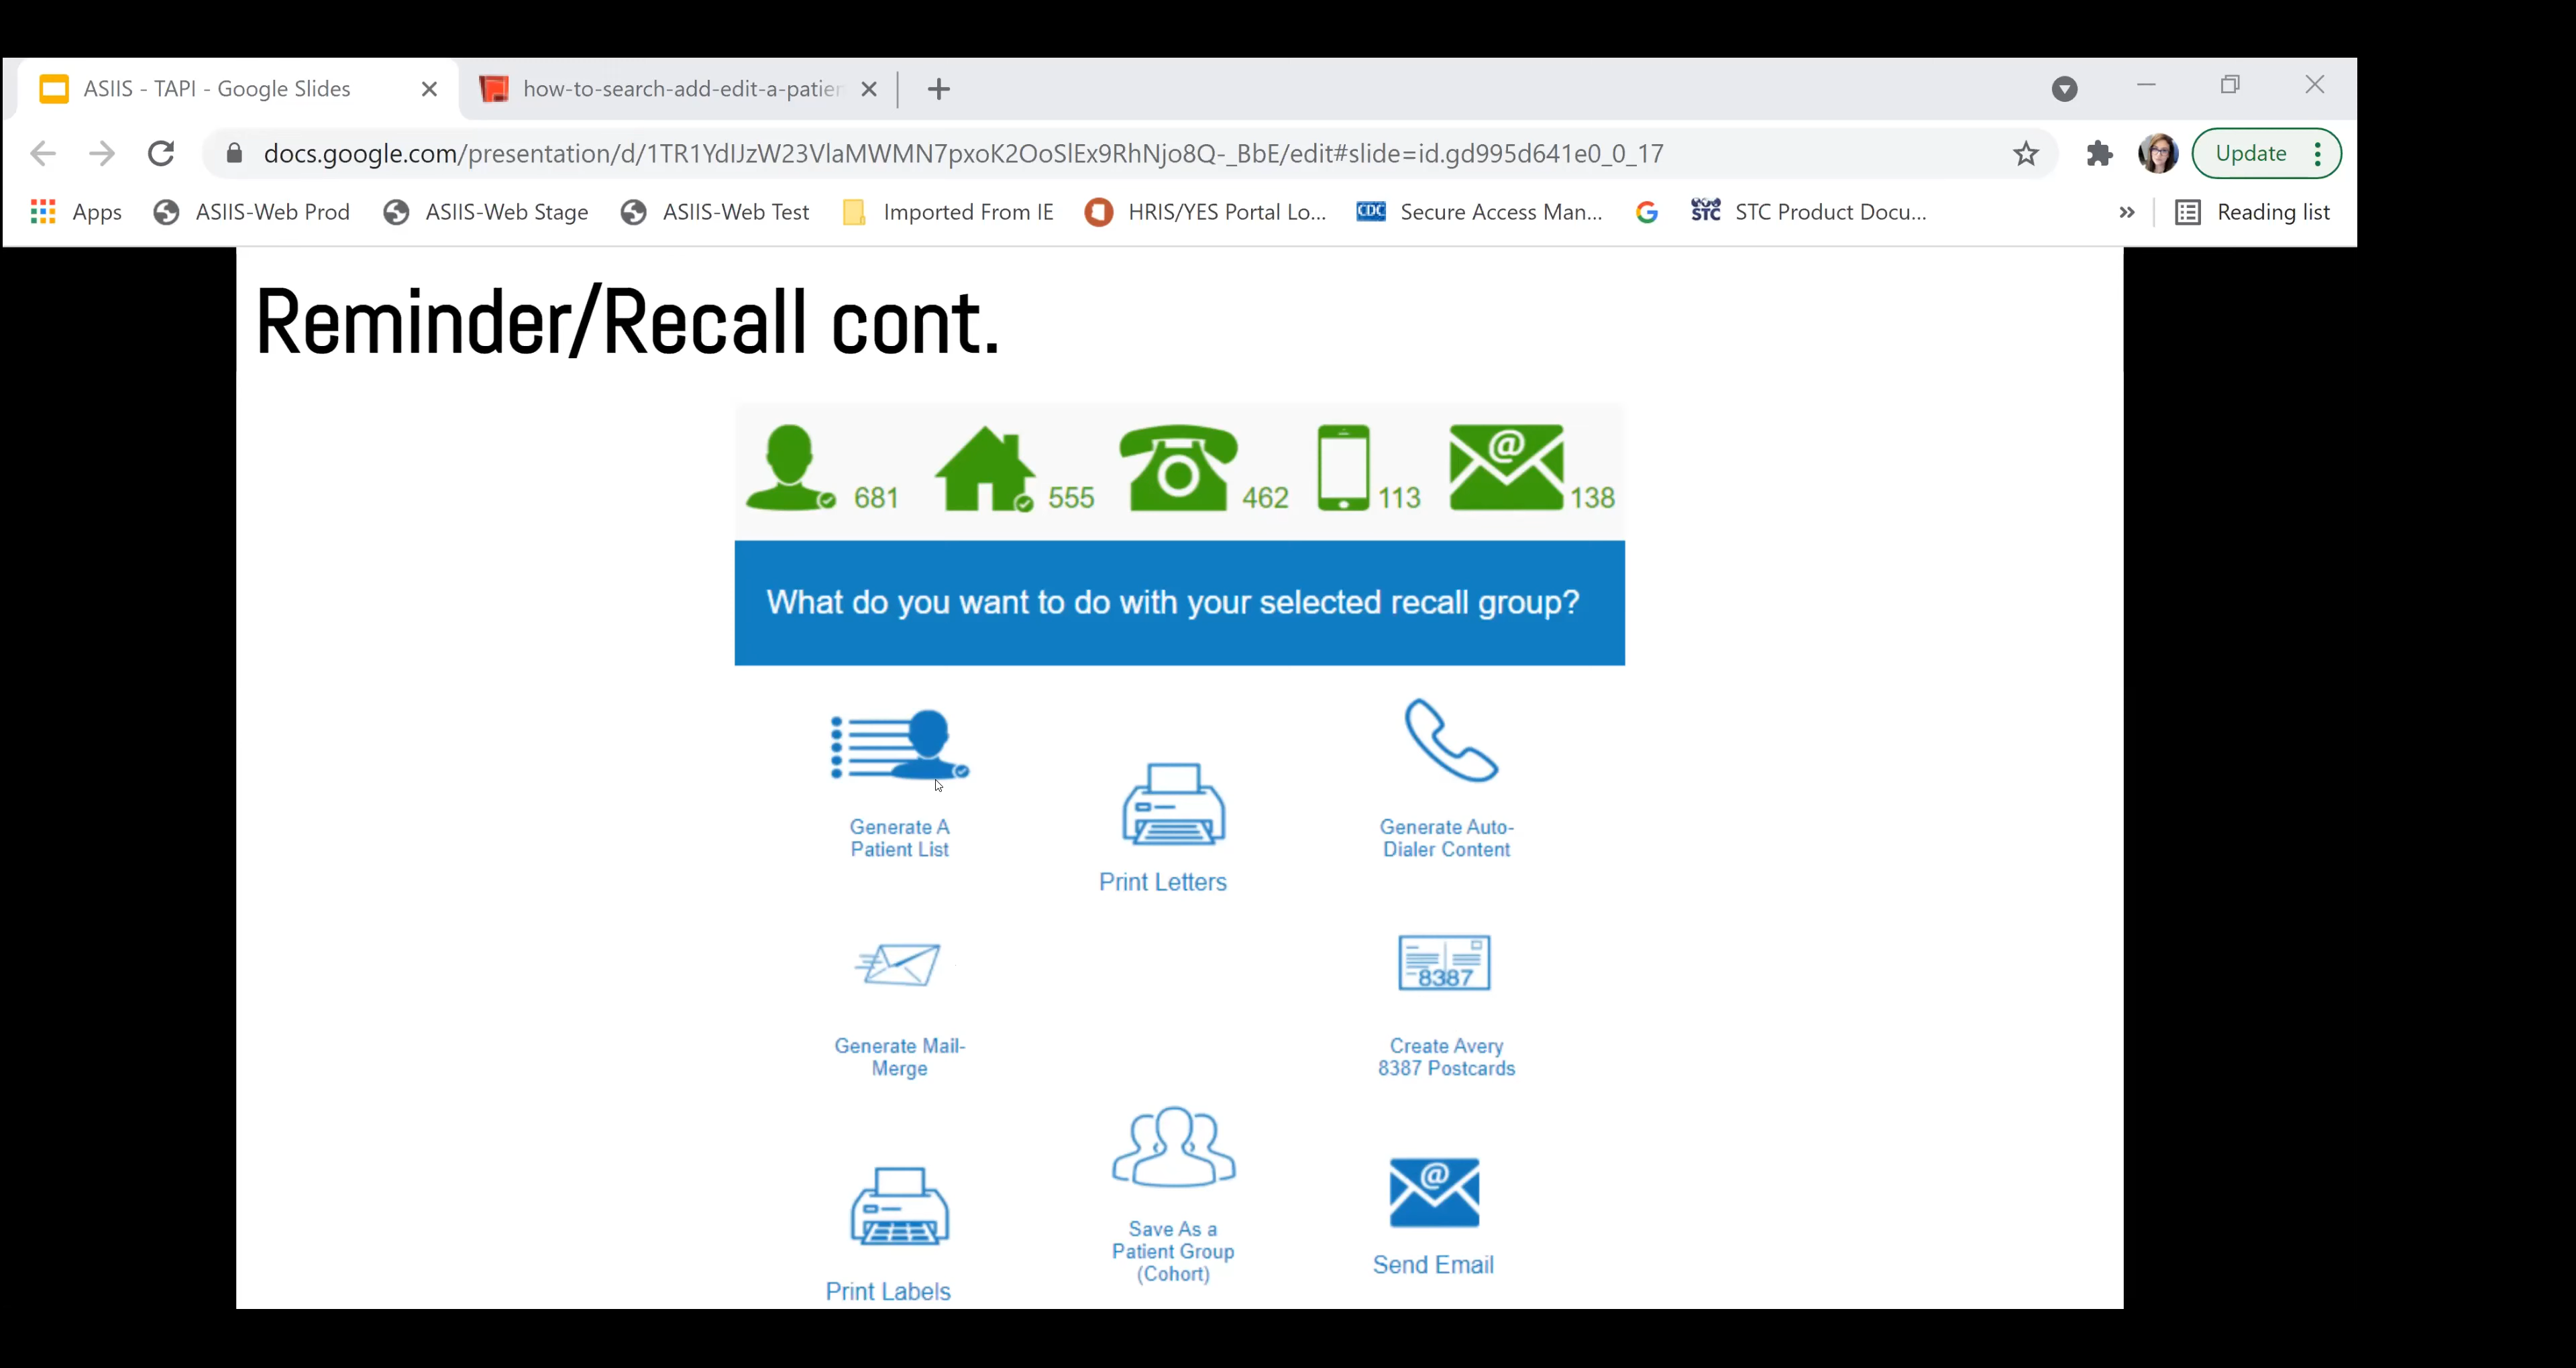 ASIIS - TAPI - Google Slides
how-to-search-add-edit-a-patien
docs.google.com/presentation/d/1TR1YdIJzW23VlaMWMN7pxoK2OoSlEx9RhNjo8Q-_BbE/edit#slide=id.gd995d641e0_0_17
Update
Apps
ASIIS-Web Prod
ASIIS-Web Stage
ASIIS-Web Test
Imported From IE
HRIS/YES Portal Lo...
CDC
Secure Access Man...
STC
STC Product Docu...
Reading list
Reminder/Recall cont.
681
555
462
113
@
138
What do you want to do with your selected recall group?
Generate A
Patient List
Print Letters
Generate Auto-
Dialer Content
Generate Mail-
Merge
8387
Create Avery
8387 Postcards
Print Labels
Save As a
Patient Group
(Cohort)
@
Send Email